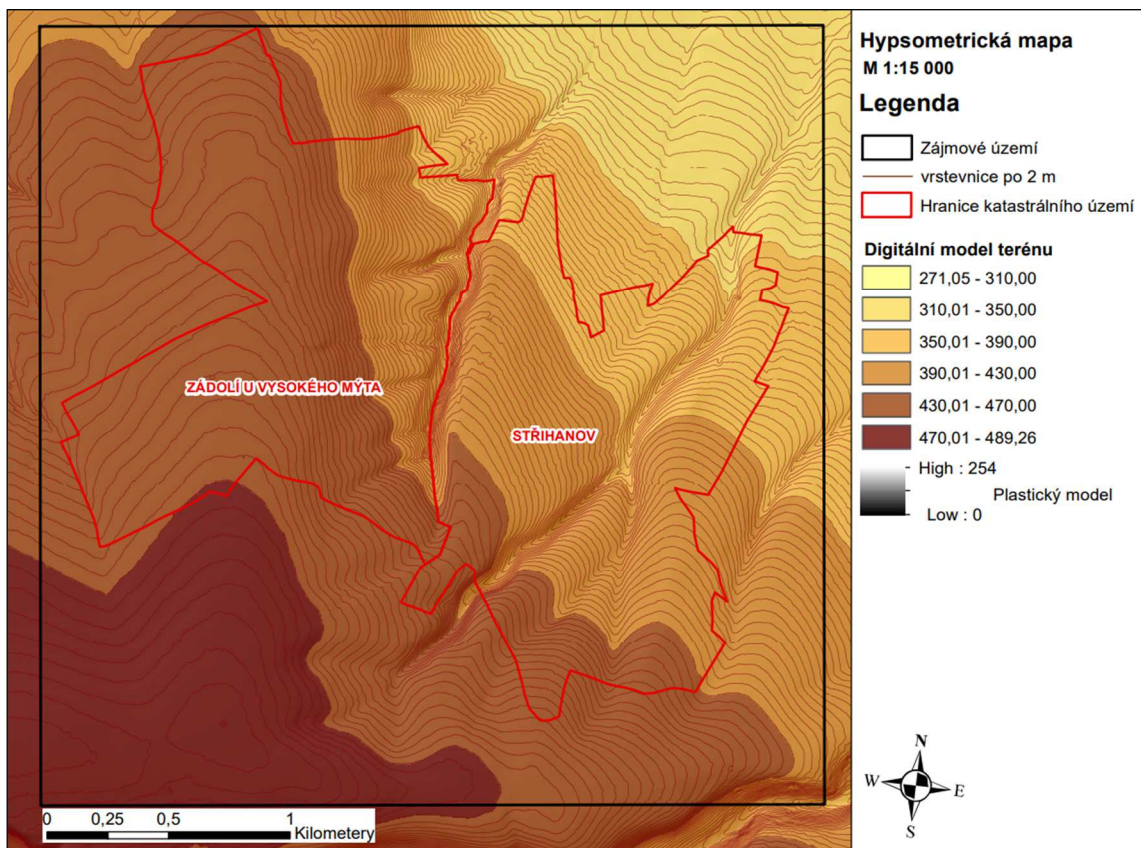 ZÁDOLÍ U VYSOKÉHO MÝTA
STŘIHANOV
0 0,25 0,5 1
Kilometery
Hypsometrická mapa
M 1:15 000
Legenda
Zájmové území
vrstevnice po 2 m
Hranice katastrálního území
Digitální model terénu
271,05 - 310,00
310,01 - 350,00
350,01 - 390,00
390,01 - 430,00
430,01 - 470,00
470,01 - 489,26
High : 254
Plastický model
Low : 0
N
W E
S